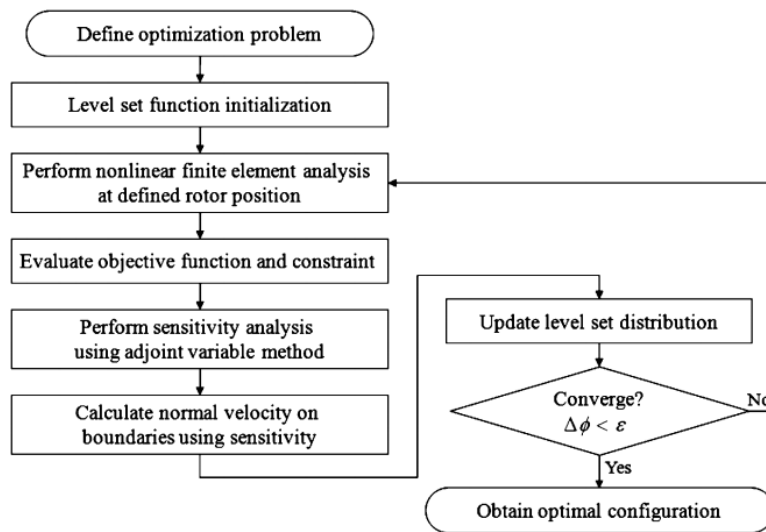 Define optimization problem
Level set function initialization
Perform nonlinear finite element analysis
at defined rotor position
Evaluate objective function and constraint
Perform sensitivity analysis
using adjoint variable method
Calculate normal velocity on
boundaries using sensitivity
Update level set distribution
Converge?
Δϕ < ε
No
Yes
Obtain optimal configuration